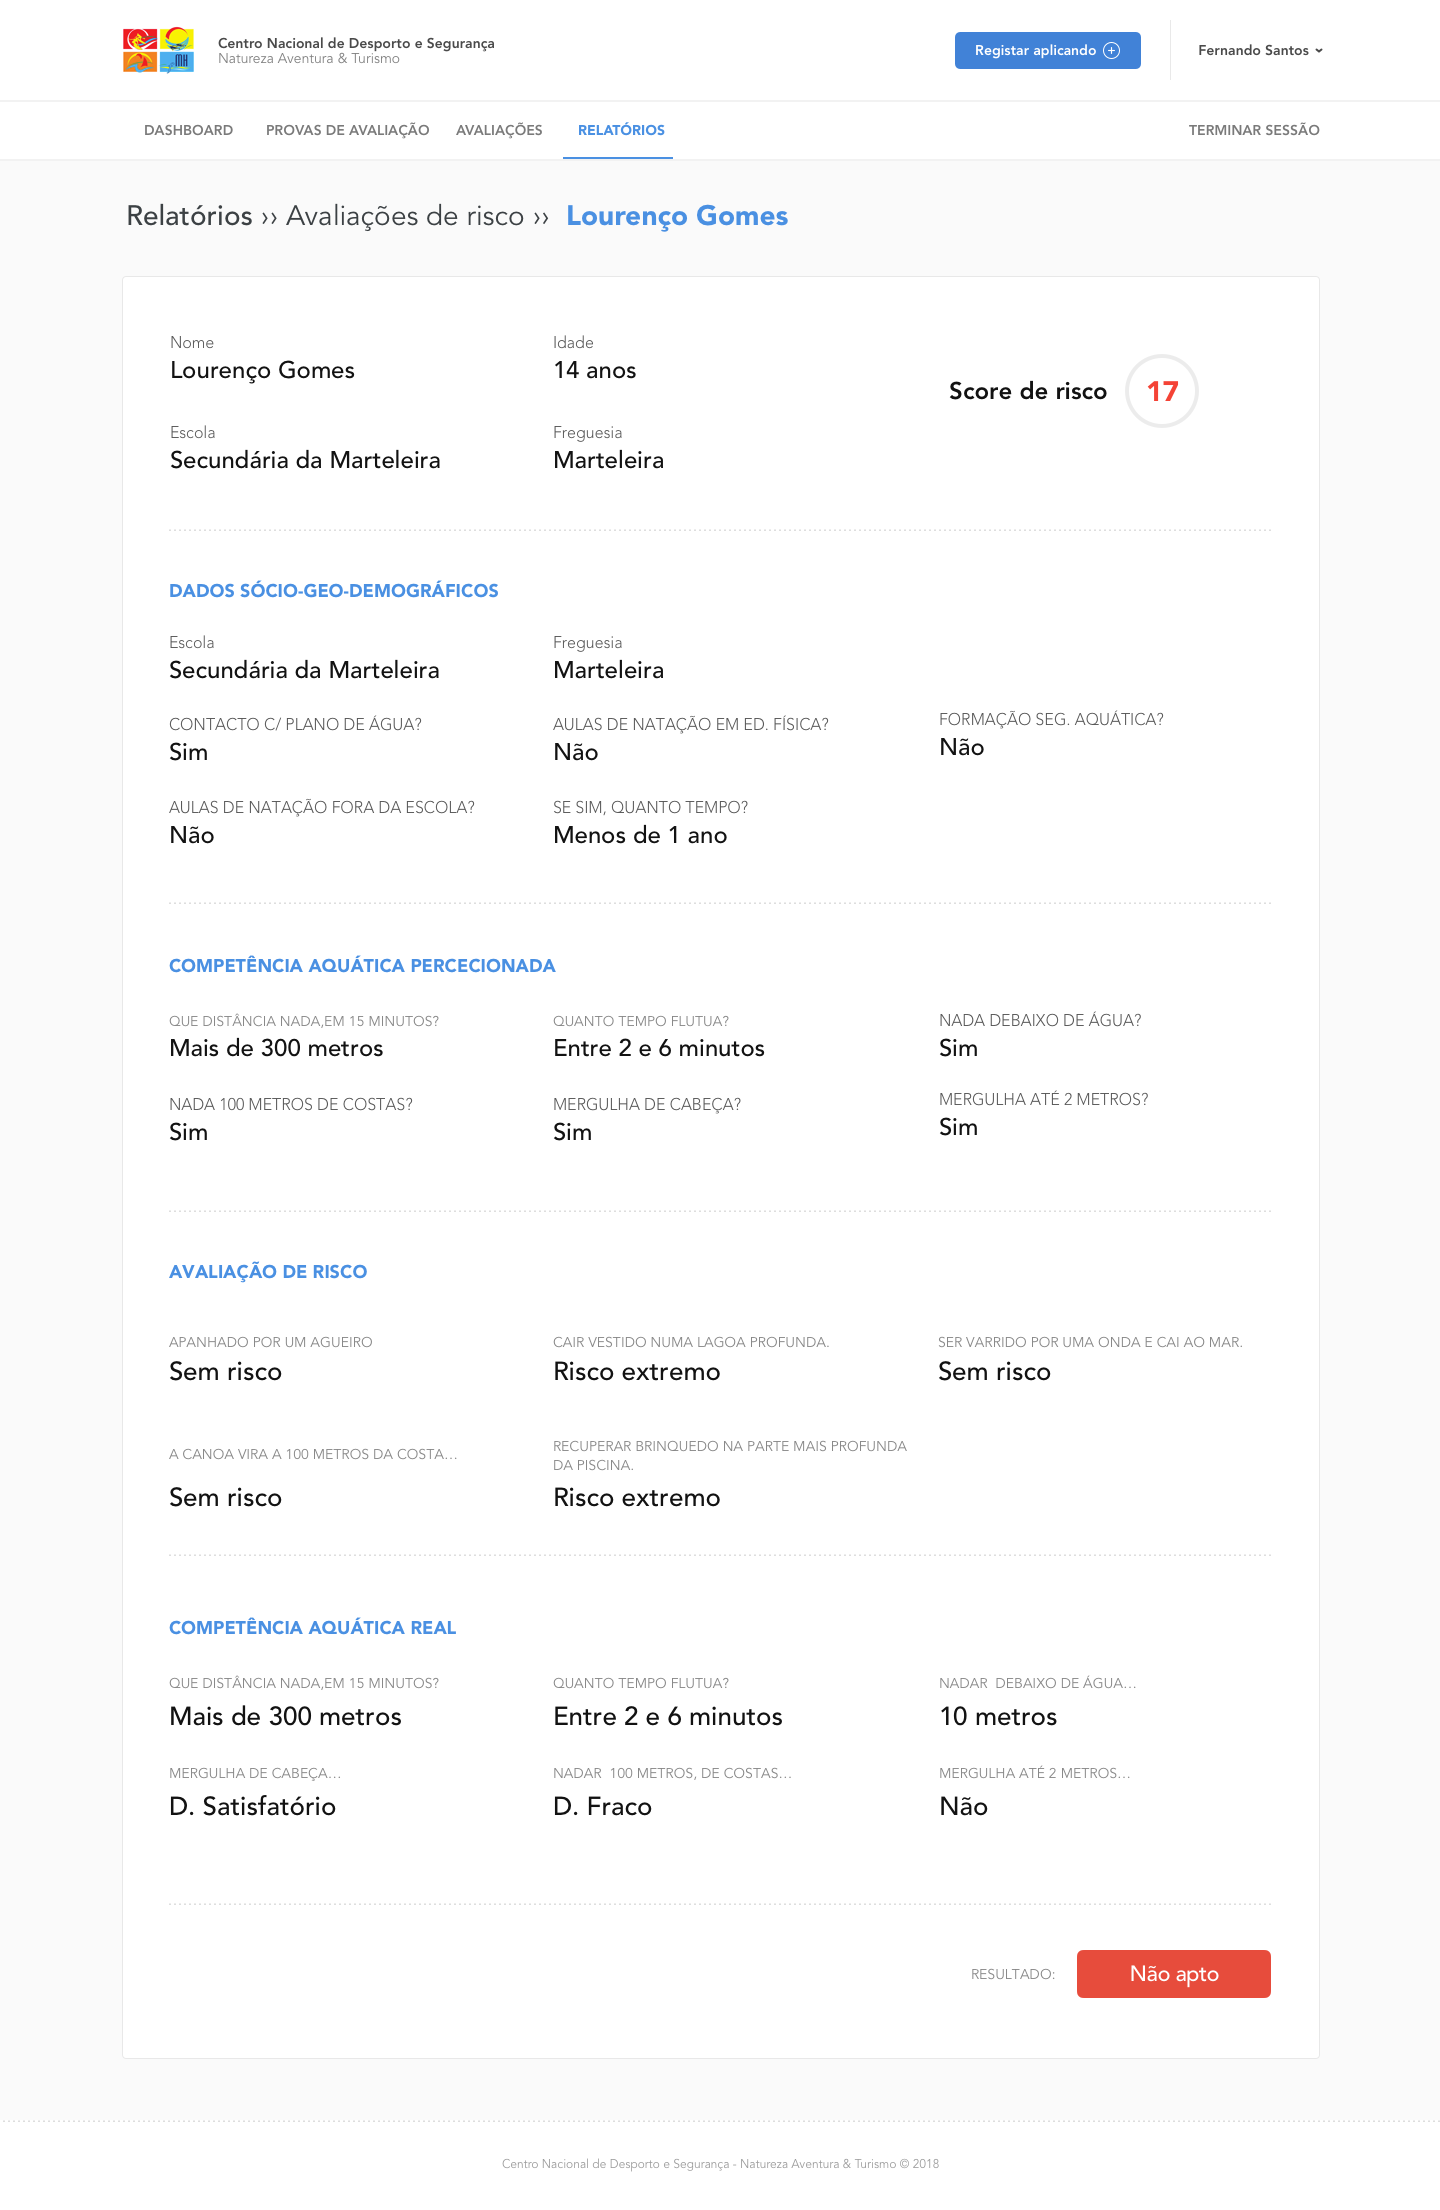 MH
Centro Nacional de Desporto e Segurança
Natureza Aventura & Turismo
Registar aplicando
Fernando Santos
DASHBOARD
PROVAS DE AVALIAÇÃO
AVALIAÇÕES
RELATÓRIOS
TERMINAR SESSÃO
Relatórios ›› Avaliações de risco ›› Lourenço Gomes
Nome
Lourenço Gomes
Idade
14 anos
Score de risco
17
Escola
Secundária da Marteleira
Freguesia
Marteleira
DADOS SÓCIO-GEO-DEMOGRÁFICOS
Escola
Secundária da Marteleira
Freguesia
Marteleira
CONTACTO C/ PLANO DE ÁGUA?
Sim
AULAS DE NATAÇÃO EM ED. FÍSICA?
Não
FORMAÇÃO SEG. AQUÁTICA?
Não
AULAS DE NATAÇÃO FORA DA ESCOLA?
Não
SE SIM, QUANTO TEMPO?
Menos de 1 ano
COMPETÊNCIA AQUÁTICA PERCECIONADA
QUE DISTÂNCIA NADA,EM 15 MINUTOS?
Mais de 300 metros
QUANTO TEMPO FLUTUA?
Entre 2 e 6 minutos
NADA DEBAIXO DE ÁGUA?
Sim
NADA 100 METROS DE COSTAS?
Sim
MERGULHA DE CABEÇA?
Sim
MERGULHA ATÉ 2 METROS?
Sim
AVALIAÇÃO DE RISCO
APANHADO POR UM AGUEIRO
Sem risco
CAIR VESTIDO NUMA LAGOA PROFUNDA.
Risco extremo
SER VARRIDO POR UMA ONDA E CAI AO MAR.
Sem risco
A CANOA VIRA A 100 METROS DA COSTA…
Sem risco
RECUPERAR BRINQUEDO NA PARTE MAIS PROFUNDA
DA PISCINA.
Risco extremo
COMPETÊNCIA AQUÁTICA REAL
QUE DISTÂNCIA NADA,EM 15 MINUTOS?
Mais de 300 metros
QUANTO TEMPO FLUTUA?
Entre 2 e 6 minutos
NADAR  DEBAIXO DE ÁGUA…
10 metros
MERGULHA DE CABEÇA…
D. Satisfatório
NADAR  100 METROS, DE COSTAS…
D. Fraco
MERGULHA ATÉ 2 METROS…
Não
RESULTADO:
Não apto
Centro Nacional de Desporto e Segurança - Natureza Aventura & Turismo © 2018